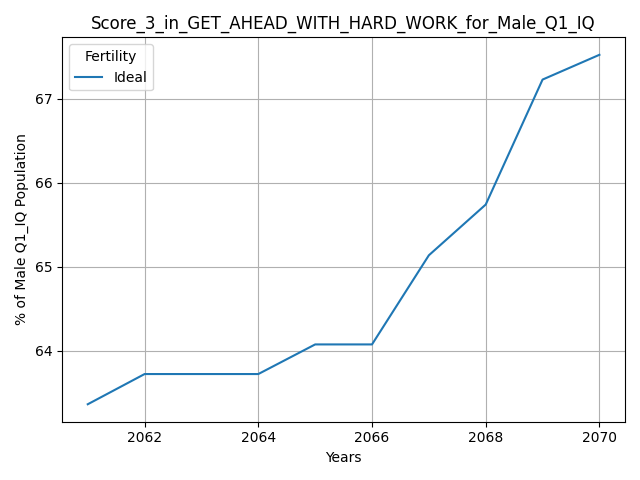 Score_3_in_GET_AHEAD_WITH_HARD_WORK_for_Male_Q1_IQ
Fertility
Ideal
% of Male Q1_IQ Population
67
66
65
64
2062 2064 2066 2068 2070
Years